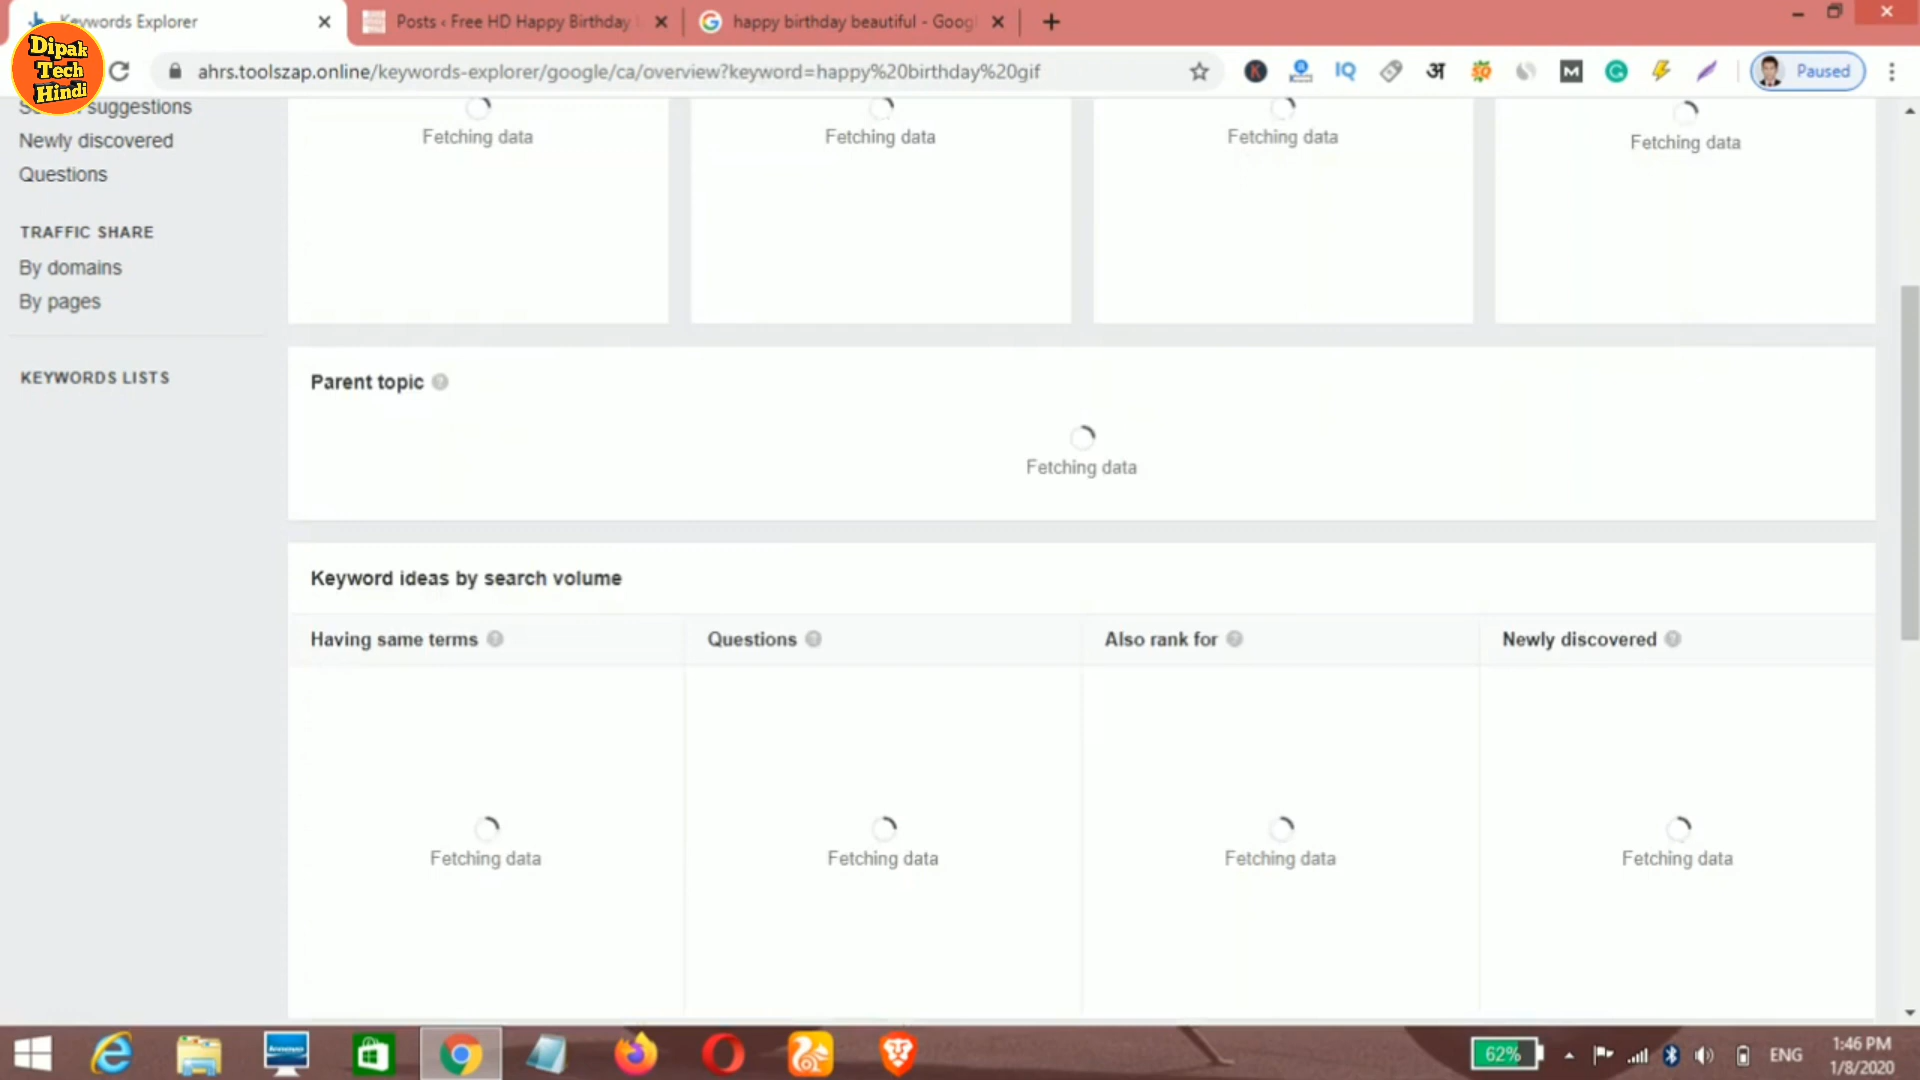 Keywords Explorer
Posts ‹ Free HD Happy Birthday
happy birthday beautiful - Goog
Dipak
Tech
Hindi
ahrs.toolszap.online/keywords-explorer/google/ca/overview?keyword=happy%20birthday%20gif
IQ
अ
M
Paused
suggestions
Newly discovered
Questions
TRAFFIC SHARE
By domains
By pages
KEYWORDS LISTS
Fetching data
Fetching data
Fetching data
Fetching data
Parent topic
Fetching data
Keyword ideas by search volume
Having same terms
Questions
Also rank for
Newly discovered
Fetching data
Fetching data
Fetching data
Fetching data
62%
ENG
1:46 PM
1/8/2020